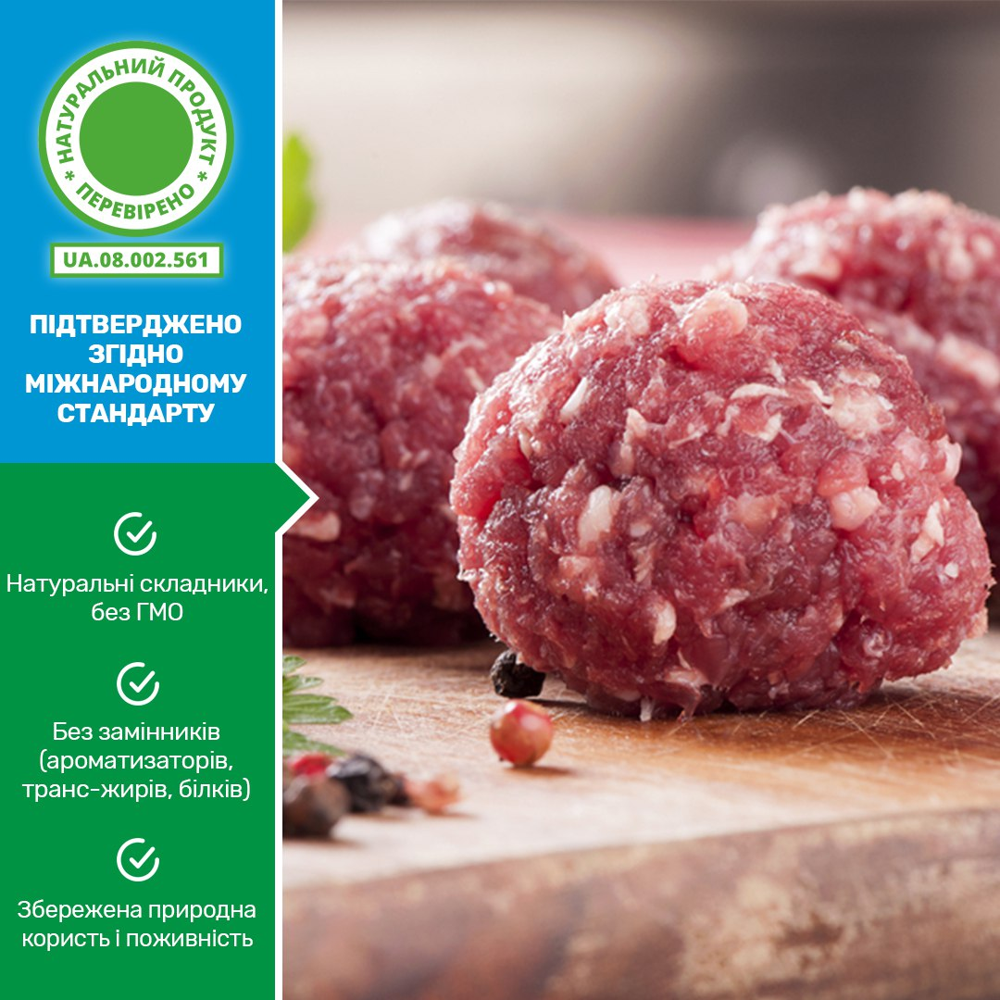 * НАТУРАЛЬНИЙ ПРОДУКТ *
ПЕРЕВІРЕНО
UA.08.002.561
ПІДТВЕРДЖЕНО
ЗГІДНО
МІЖНАРОДНОМУ
СТАНДАРТУ
Натуральні складники,
без ГМО
Без замінників
(ароматизаторів,
транс-жирів, білків)
Збережена природна
користь і поживність